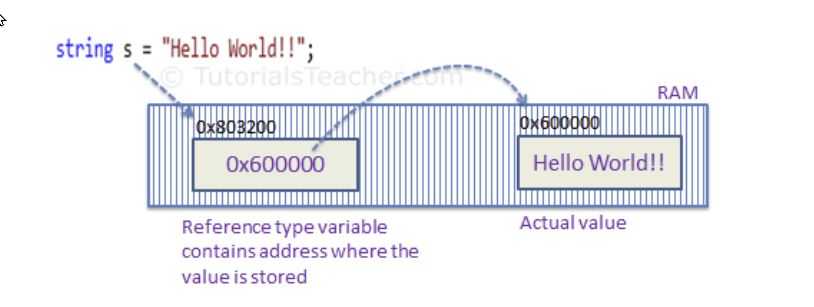 string s = "Hello World!!";
© TutorialsTeacher.com
RAM
0x803200
0x600000
0x600000
Hello World!!
Reference type variable
contains address where the
value is stored
Actual value